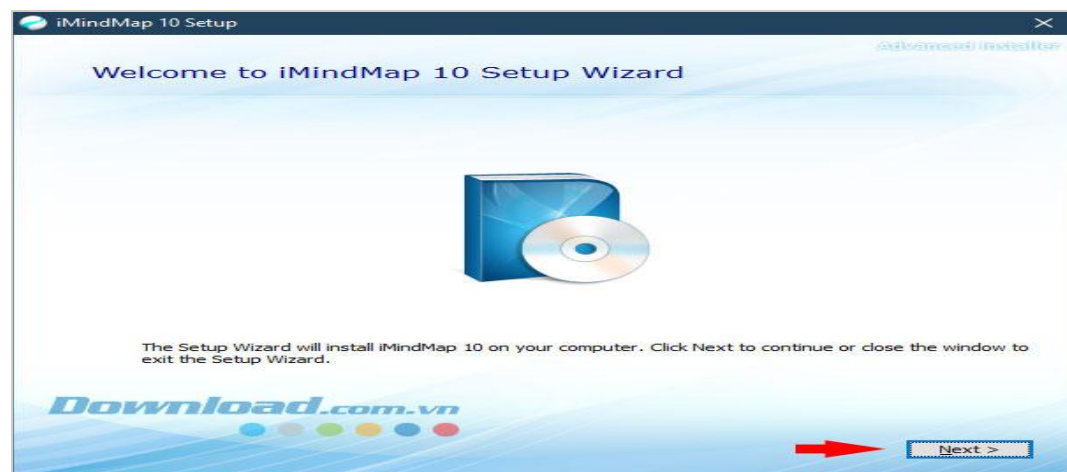 iMindMap 10 Setup
Advanced Installer
Welcome to iMindMap 10 Setup Wizard
The Setup Wizard will install iMindMap 10 on your computer. Click Next to continue or close the window to
exit the Setup Wizard.
Download.com.vn
Next >